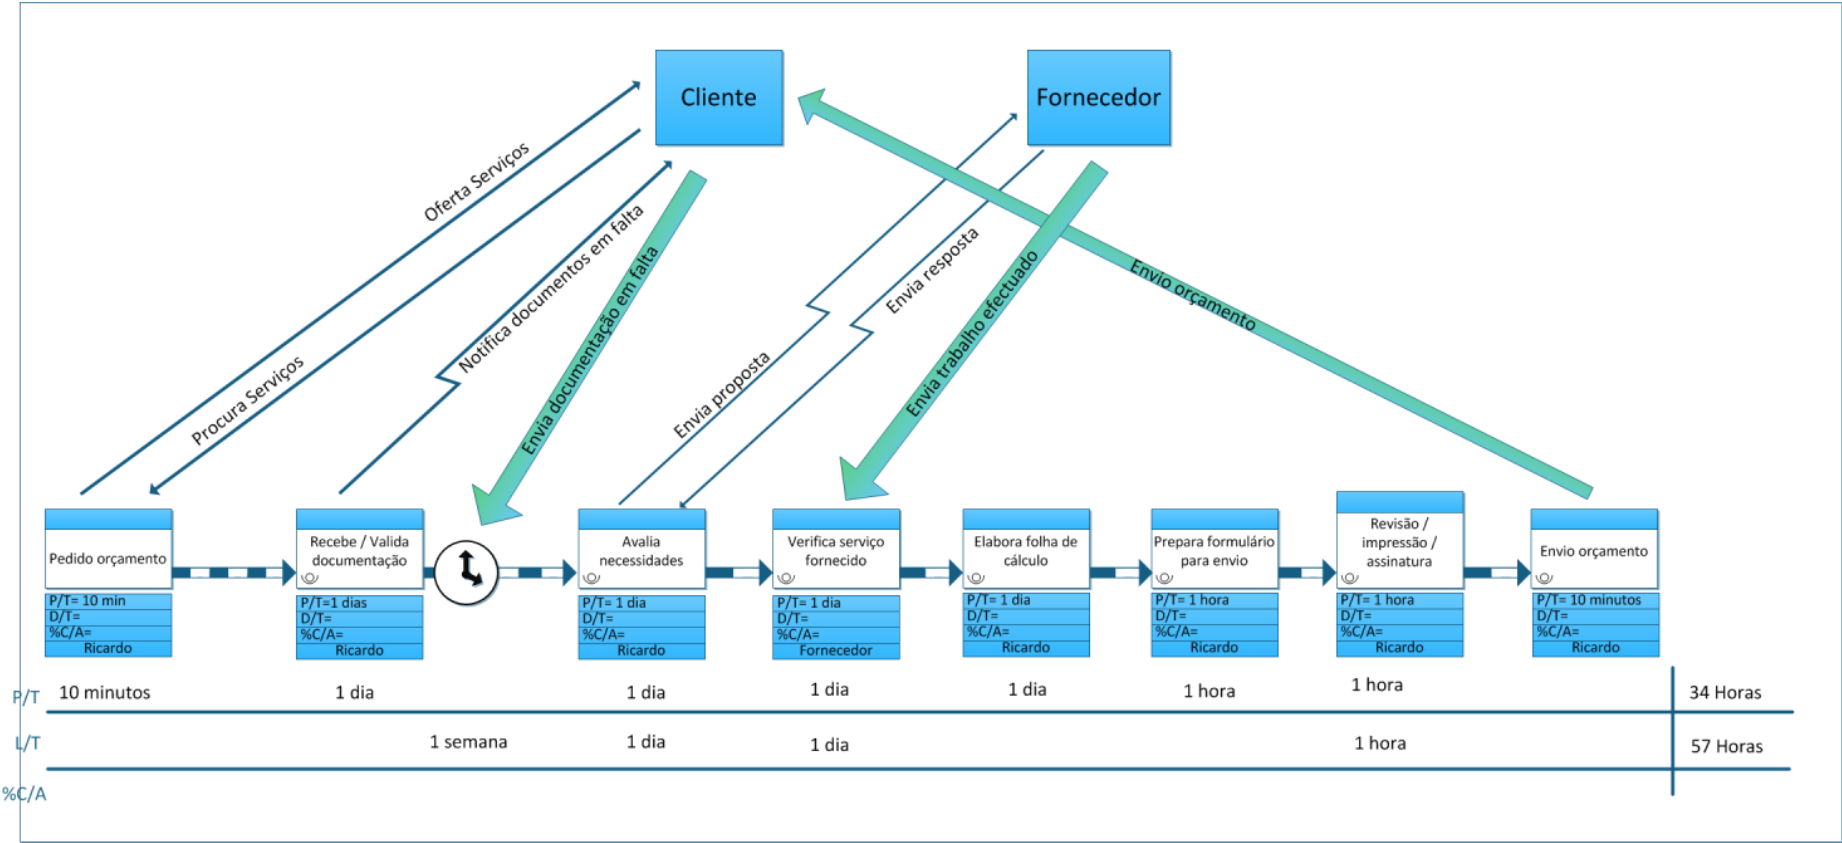 Cliente
Fornecedor
Oferta Serviços
Procura Serviços
Notifica documentos em falta
Envia documentação em falta
Envia proposta
Envia resposta
Envia trabalho efectuado
Envio orçamento
Pedido orçamento
P/T= 10 min
D/T=
%C/A=
Ricardo
Recebe / Valida
documentação
P/T=1 dias
D/T=
%C/A=
Ricardo
Avalia
necessidades
P/T= 1 dia
D/T=
%C/A=
Ricardo
Verifica serviço
fornecido
P/T= 1 dia
D/T=
%C/A=
Fornecedor
Elabora folha de
cálculo
P/T= 1 dia
D/T=
%C/A=
Ricardo
Prepara formulário
para envio
P/T= 1 hora
D/T=
%C/A=
Ricardo
Revisão /
impressão /
assinatura
P/T= 1 hora
D/T=
%C/A=
Ricardo
Envio orçamento
P/T= 10 minutos
D/T=
%C/A=
Ricardo
P/T 10 minutos 1 dia 1 dia 1 dia 1 dia 1 hora 1 hora 34 Horas
L/T 1 semana 1 dia 1 dia 1 hora 57 Horas
%C/A